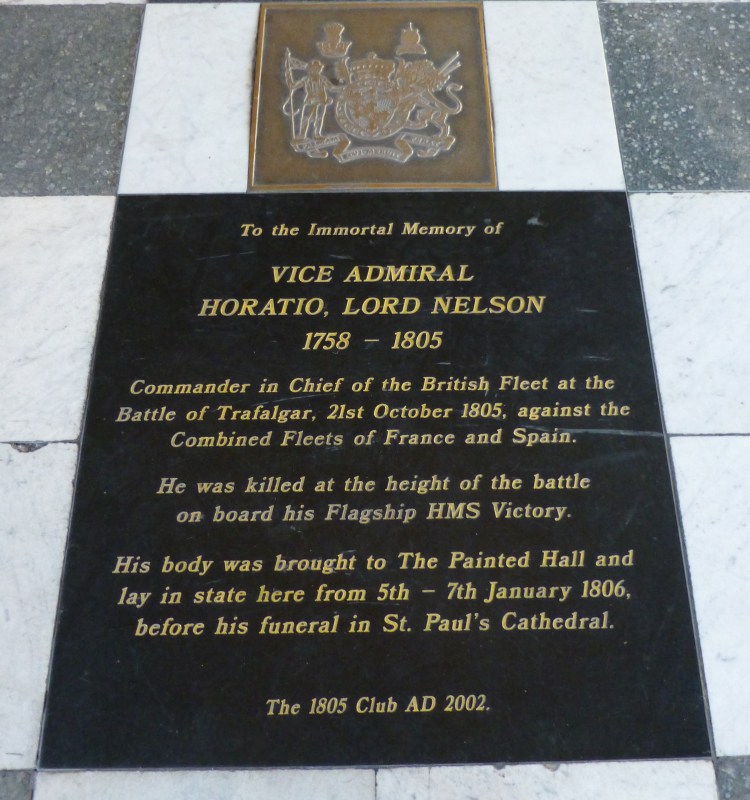 To the Immortal Memory of
VICE ADMIRAL
HORATIO, LORD NELSON
1758 – 1805
Commander in Chief of the British Fleet at the
Battle of Trafalgar, 21st October 1805, against the
Combined Fleets of France and Spain.
He was killed at the height of the battle
on board his Flagship HMS Victory.
His body was brought to The Painted Hall and
lay in state here from 5th – 7th January 1806,
before his funeral in St. Paul's Cathedral.
The 1805 Club AD 2002.